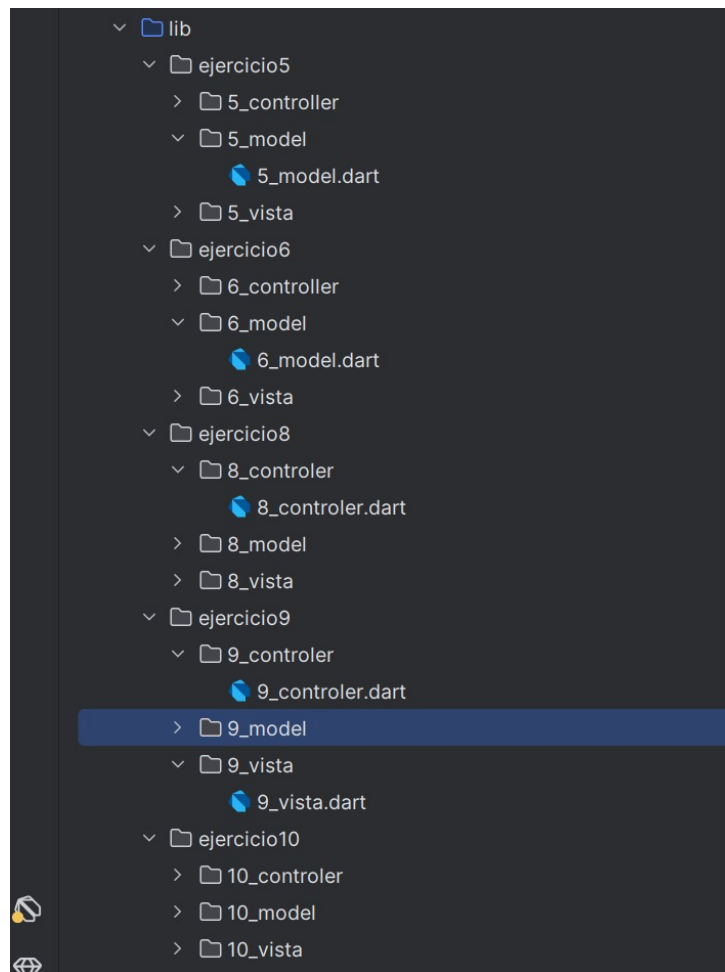 lib
ejercicio5
5_controller
5_model
5_model.dart
5_vista
ejercicio6
6_controller
6_model
6_model.dart
6_vista
ejercicio8
8_controler
8_controler.dart
8_model
8_vista
ejercicio9
9_controler
9_controler.dart
9_model
9_vista
9_vista.dart
ejercicio10
10_controler
10_model
10_vista